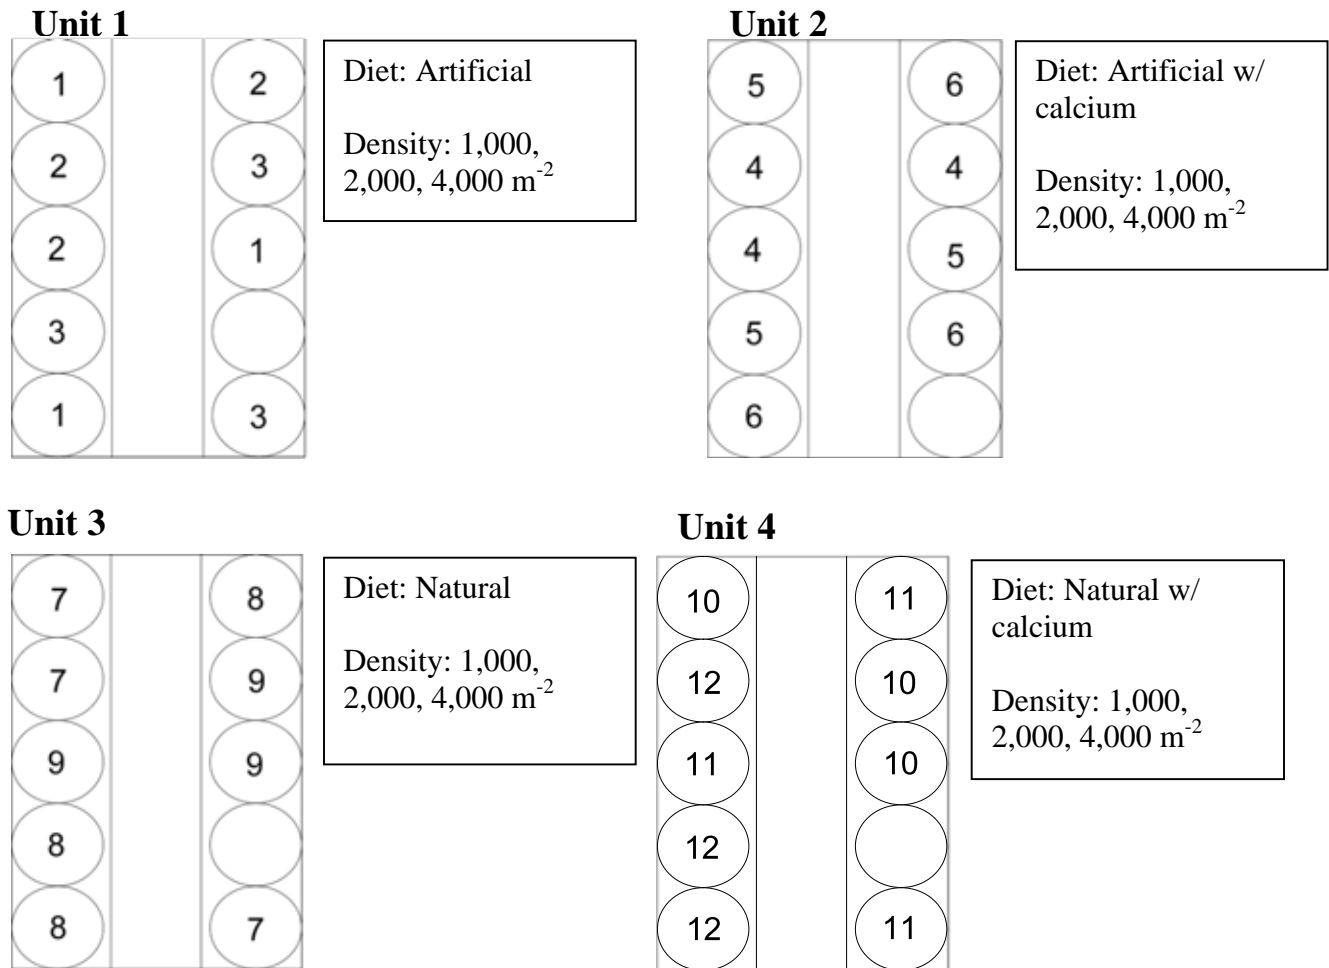 Unit 1
1
2
2
3
2
1
3
1
3
Diet: Artificial
Density: 1,000,
2,000, 4,000 m-2
Unit 2
5
6
4
4
4
5
5
6
6
Diet: Artificial w/
calcium
Density: 1,000,
2,000, 4,000 m-2
Unit 3
7
8
7
9
9
9
8
8
7
Diet: Natural
Density: 1,000,
2,000, 4,000 m-2
Unit 4
10
11
12
10
11
10
12
12
11
Diet: Natural w/
calcium
Density: 1,000,
2,000, 4,000 m-2